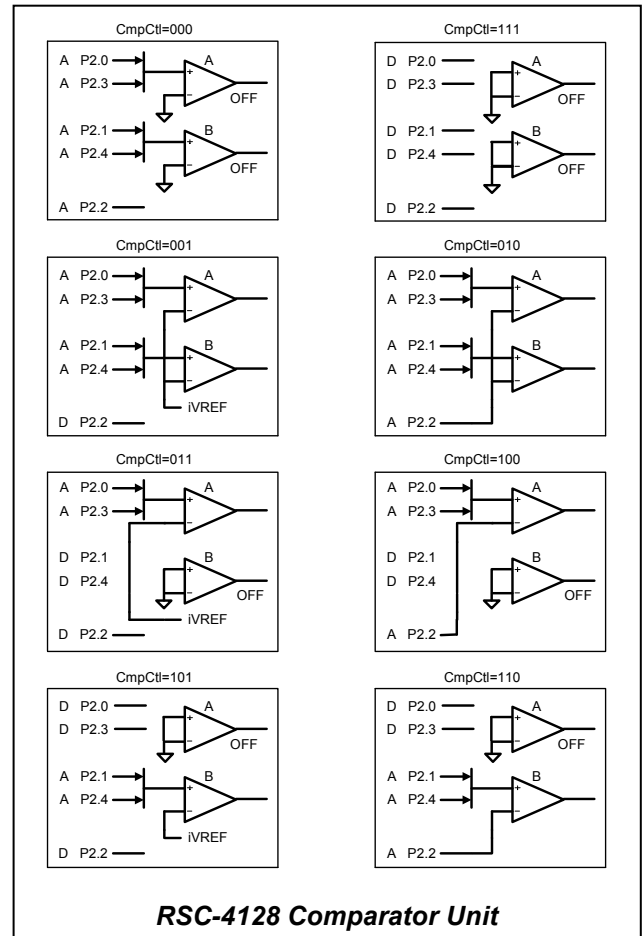 CmpCtl=000
A P2.0
A P2.3
A P2.1
A P2.4
A P2.2
A
+
−
OFF
B
+
−
OFF
CmpCtl=111
D P2.0
D P2.3
D P2.1
D P2.4
D P2.2
A
+
−
OFF
B
+
−
OFF
CmpCtl=001
A P2.0
A P2.3
A P2.1
A P2.4
D P2.2
A
+
−
B
+
−
iVREF
CmpCtl=010
A P2.0
A P2.3
A P2.1
A P2.4
A P2.2
A
+
−
B
+
−
CmpCtl=011
A P2.0
A P2.3
D P2.1
D P2.4
D P2.2
A
+
−
B
+
−
OFF
iVREF
CmpCtl=100
A P2.0
A P2.3
D P2.1
D P2.4
A P2.2
A
+
−
B
+
−
OFF
CmpCtl=101
D P2.0
D P2.3
A P2.1
A P2.4
D P2.2
A
+
−
OFF
B
+
−
iVREF
CmpCtl=110
D P2.0
D P2.3
A P2.1
A P2.4
A P2.2
A
+
−
OFF
B
+
−
RSC-4128 Comparator Unit